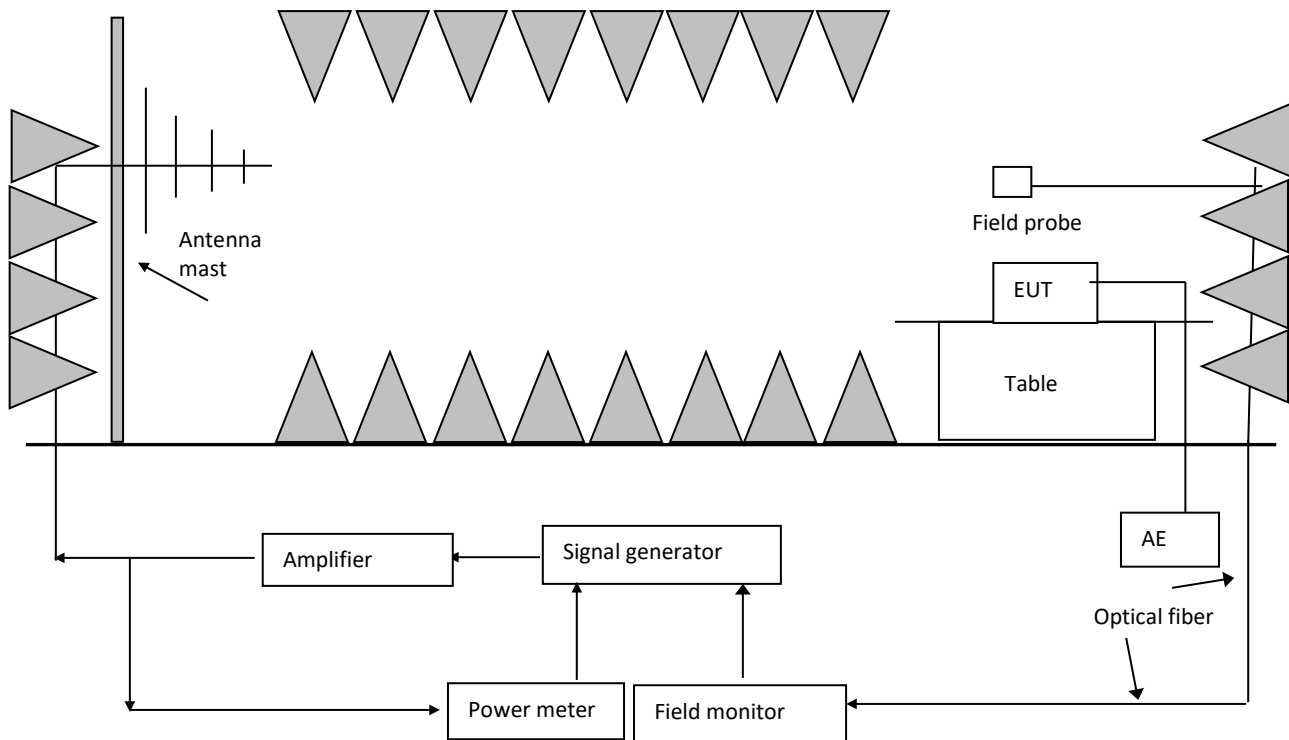 Field probe
Antenna
mast
EUT
Table
AE
Signal generator
Amplifier
Optical fiber
Power meter
Field monitor